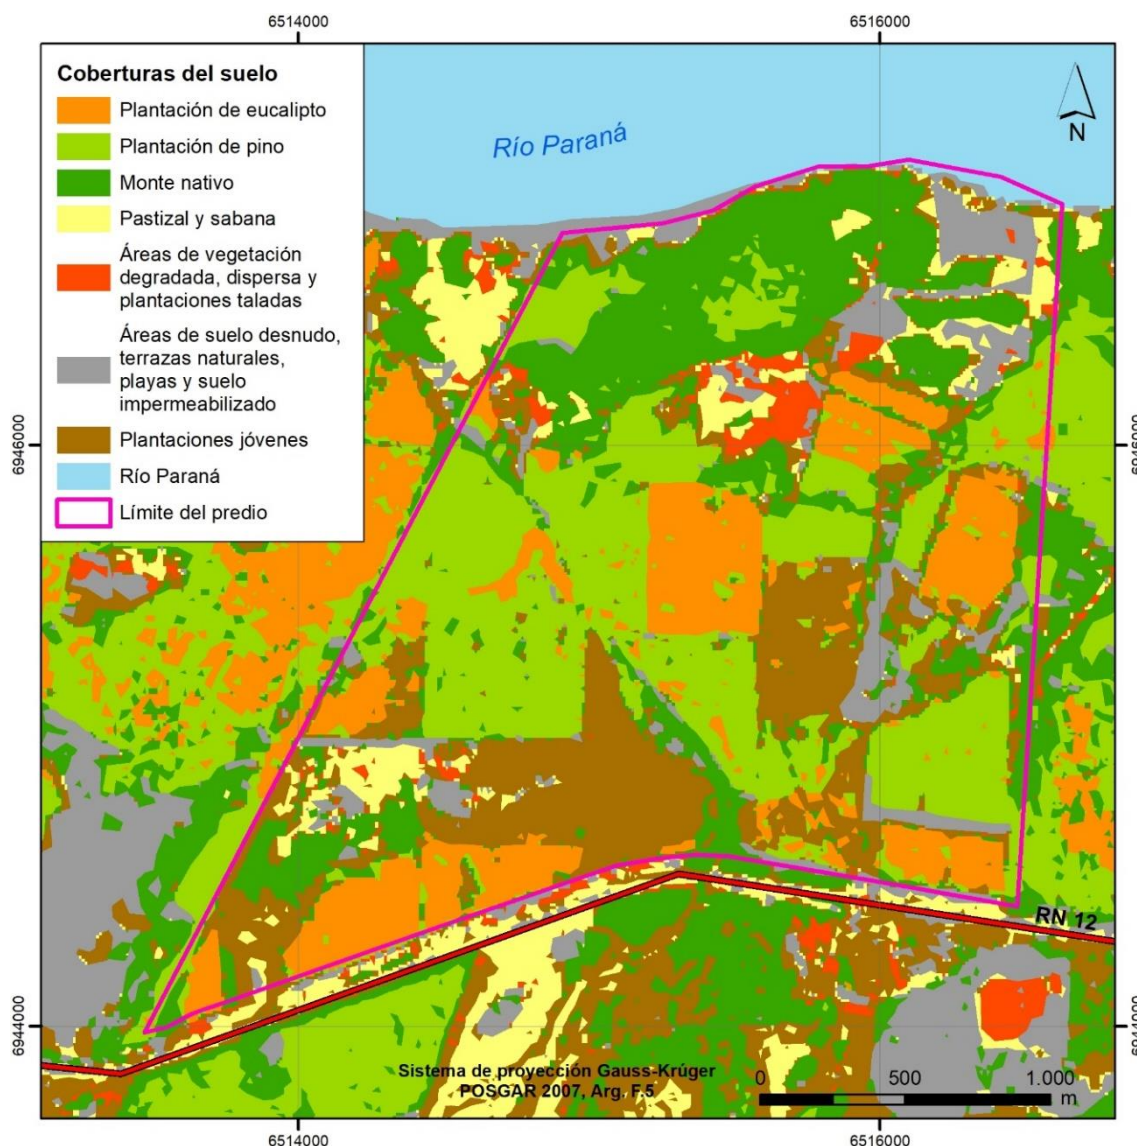 6514000
6516000
Coberturas del suelo
Plantación de eucalipto
Plantación de pino
Monte nativo
Pastizal y sabana
Áreas de vegetación
degradada, dispersa y
plantaciones taladas
Áreas de suelo desnudo,
terrazas naturales,
playas y suelo
impermeabilizado
Plantaciones jóvenes
Río Paraná
Límite del predio
Río Paraná
N
6946000
6946000
RN 12
6944000
6944000
Sistema de proyección Gauss-Krúger
POSGAR 2007, Arg. F.5
0 500 1.000
m
6514000
6516000